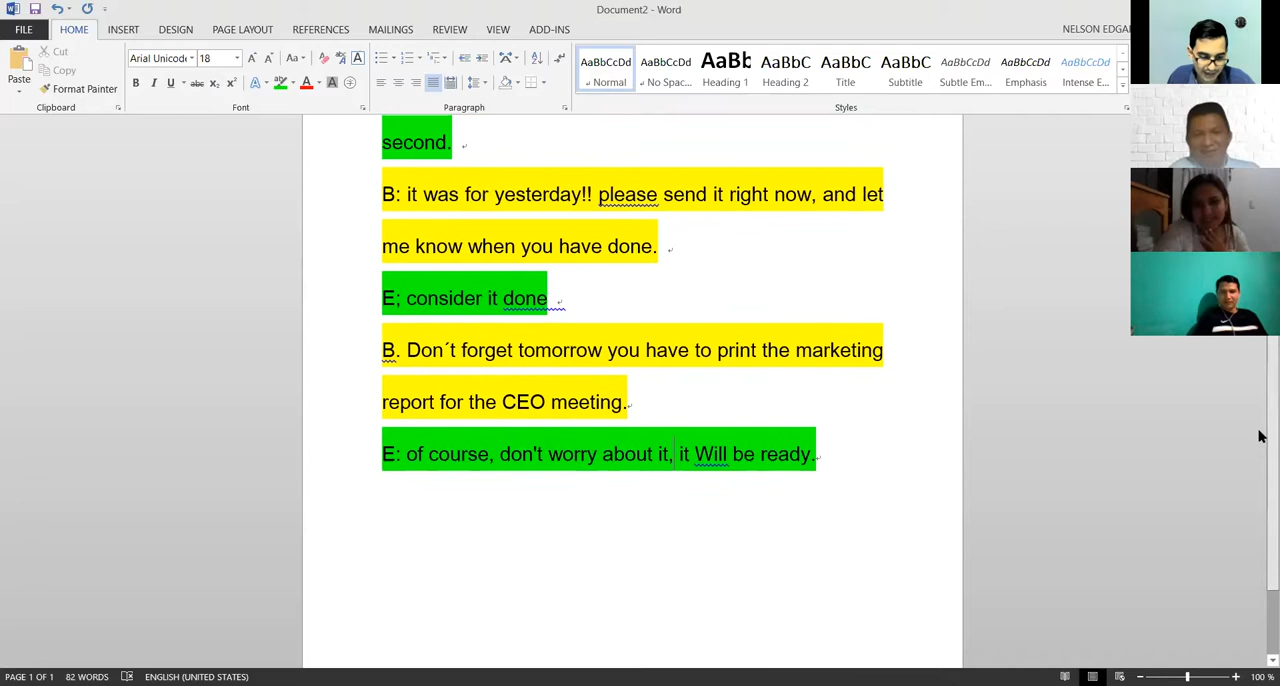 Document2 - Word
FILE HOME INSERT DESIGN PAGE LAYOUT REFERENCES MAILINGS REVIEW VIEW ADD-INS NELSON EDGAR
Paste
Cut
Copy
Format Painter
Arial Unicode 18
AaBbCcDd AaBbCcDd AaBb AaBbC AaBbC AaBbC AaBbCcDd AaBbCcDd AaBbCcDd
Normal No Spac... Heading 1 Heading 2 Title Subtitle Subtle Em... Emphasis Intense E...
Clipboard Font Paragraph Styles
second.
B: it was for yesterday!! please send it right now, and let
me know when you have done.
E; consider it done
B. Don´t forget tomorrow you have to print the marketing
report for the CEO meeting.
E: of course, don't worry about it, it Will be ready.
PAGE 1 OF 1 82 WORDS ENGLISH (UNITED STATES) 100 %